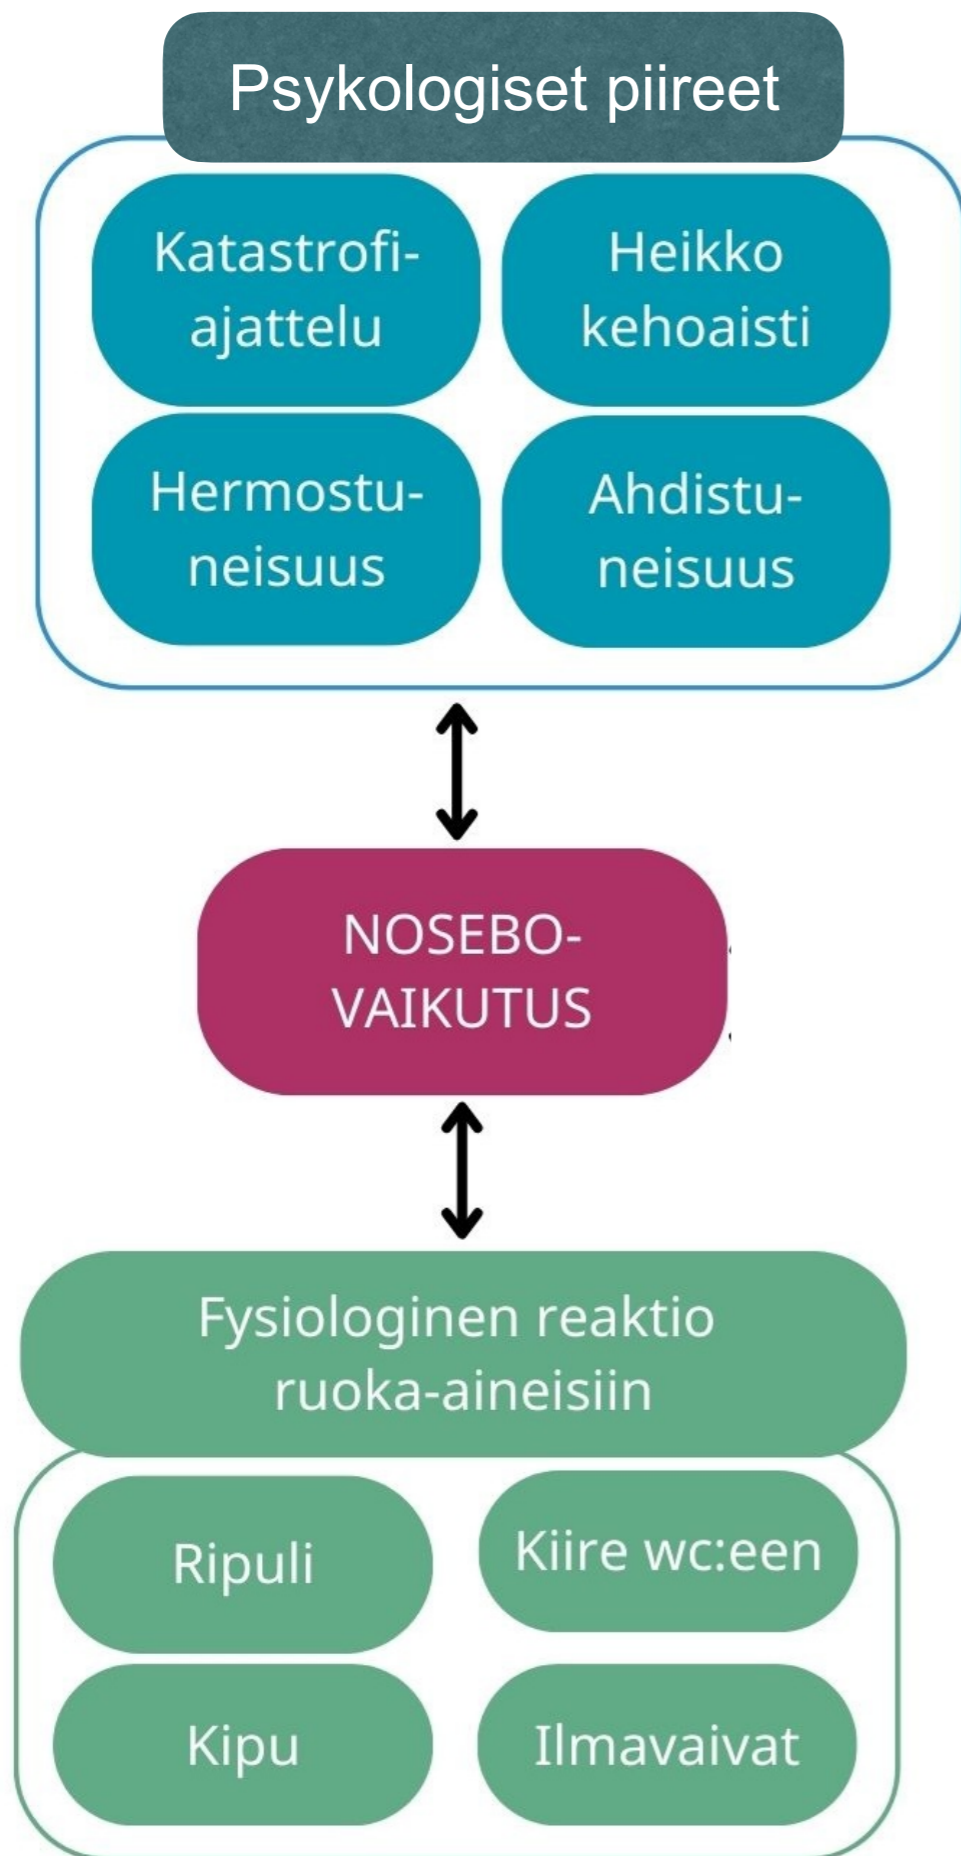 Psykologiset piireet
Katastrofi-
ajattelu
Heikko
kehoaisti
Hermostu-
neisuus
Ahdistu-
neisuus
NOSEBO-
VAIKUTUS
Fysiologinen reaktio
ruoka-aineisiin
Ripuli
Kiire wc:een
Kipu
Ilmavaivat